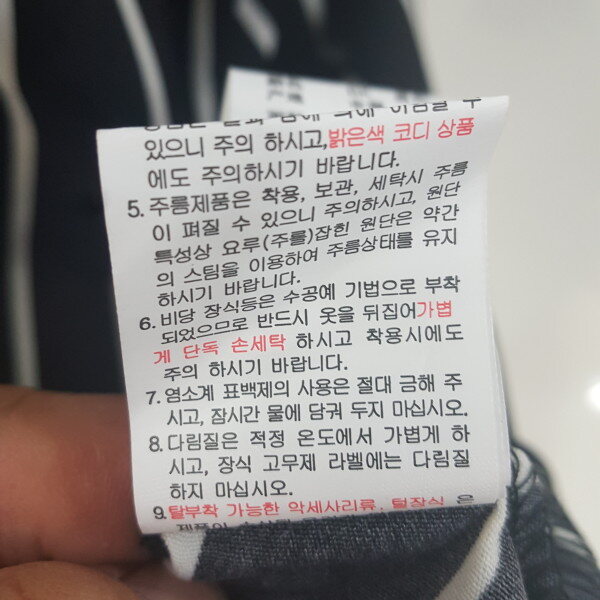 있으니 주의 하시고,밝은색 코디 상품
에도 주의하시기 바랍니다.
5. 주름제품은 착용, 보관, 세탁시 주름
이 펴질 수 있으니 주의하시고, 원단
특성상 요루(주를)잡힌 원단은 약간
의 스팀을 이용하여 주름상태를 유지
하시기 바랍니다.
6. 비당 장식등은 수공예 기법으로 부착
되었으므로 반드시 옷을 뒤집어가볍
게 단독 손세탁 하시고 착용시에도
주의 하시기 바랍니다.
7. 염소계 표백제의 사용은 절대 금해 주
시고, 잠시간 물에 담궈 두지 마십시오.
8. 다림질은 적정 온도에서 가볍게 하
시고, 장식 고무제 라벨에는 다림질
하지 마십시오.
9. 탈부착 가능한 악세사리류, 털장식 은